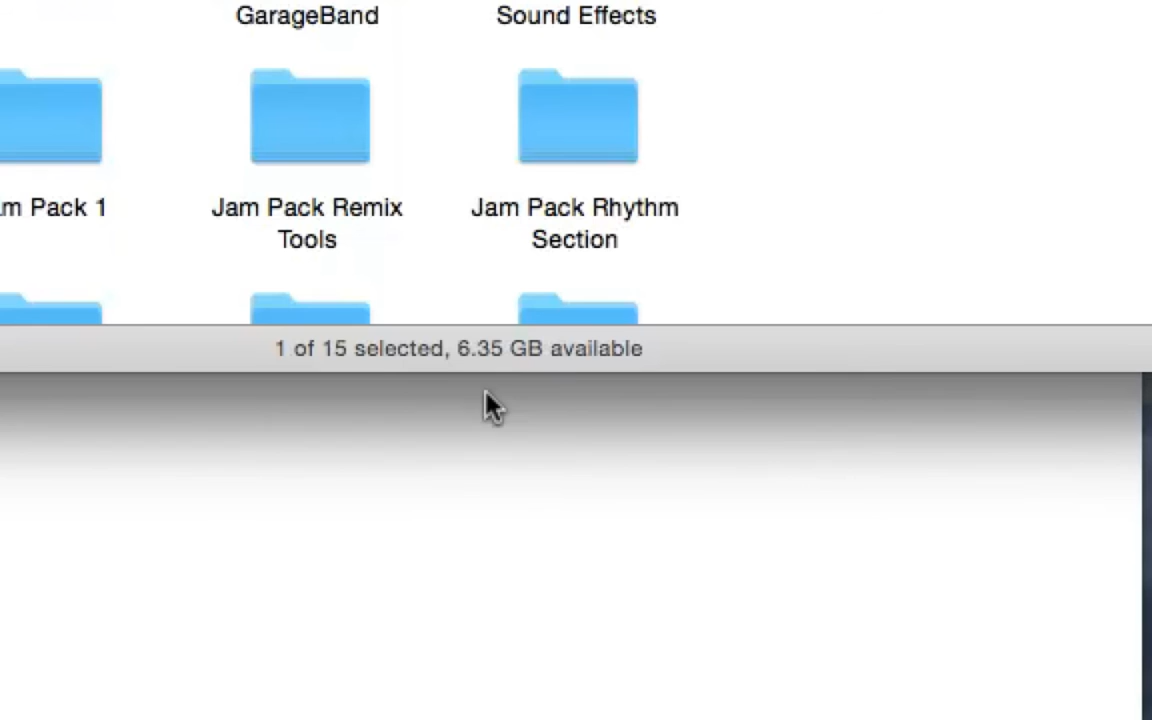 GarageBand
Sound Effects
am Pack 1
Jam Pack Remix
Tools
Jam Pack Rhythm
Section
1 of 15 selected, 6.35 GB available